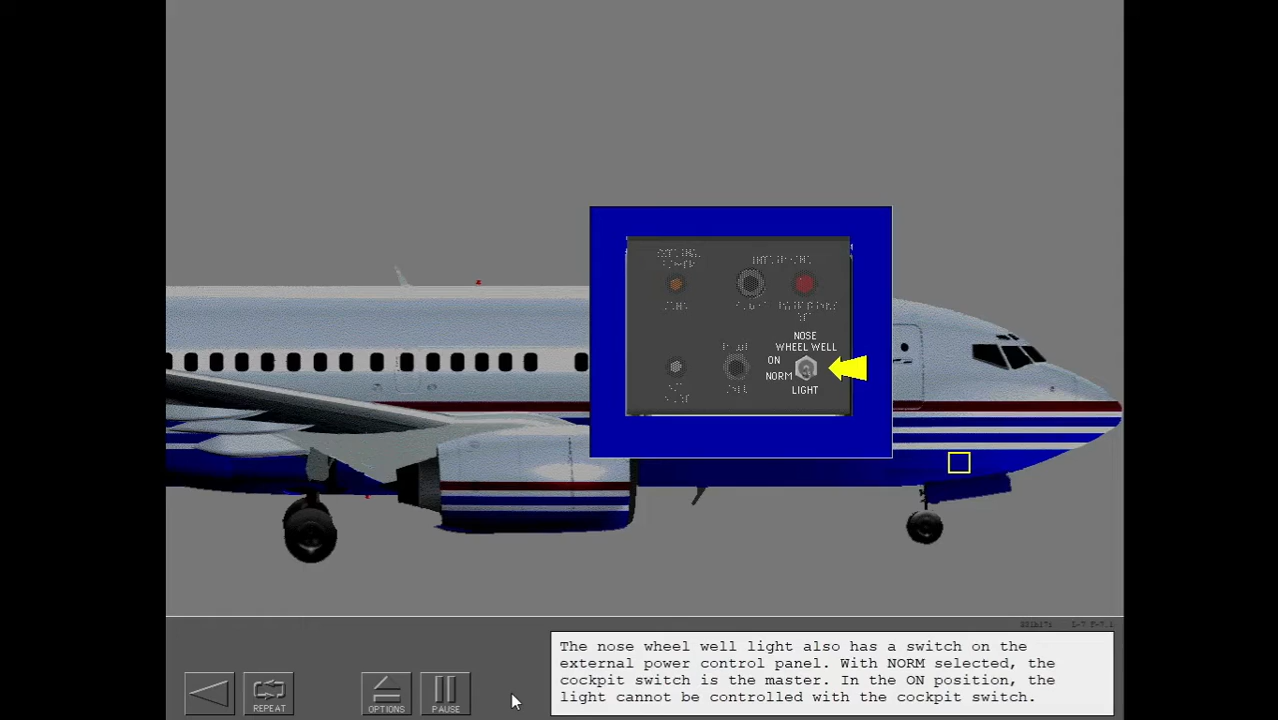 NOSE
WHEEL WELL
ON
NORM
LIGHT
The nose wheel well light also has a switch on the
external power control panel. With NORM selected, the
cockpit switch is the master. In the ON position, the
light cannot be controlled with the cockpit switch.
REPEAT
OPTIONS
PAUSE